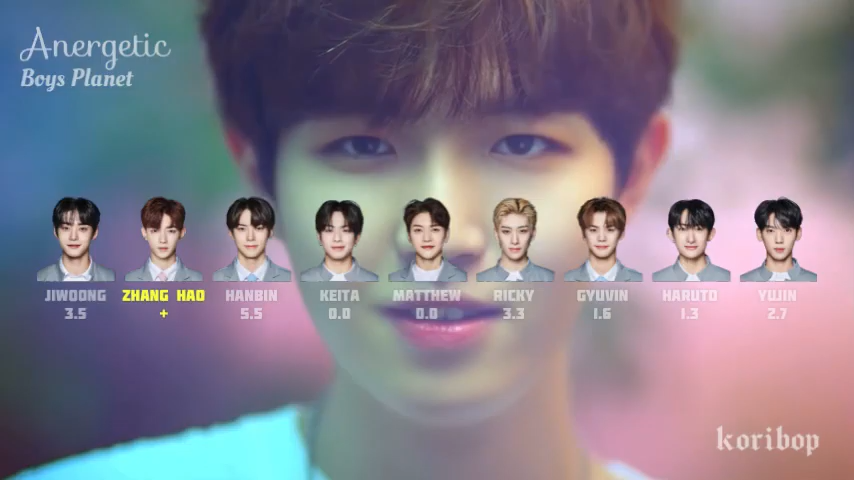 Anergetic
Boys Planet
JIWOONG ZHANG HAO HANBIN KEITA MATTHEW RICKY GYUVIN HARUTO YUJIN
3.5 + 5.5 0.0 0.0 3.3 1.6 1.3 2.7
koribop